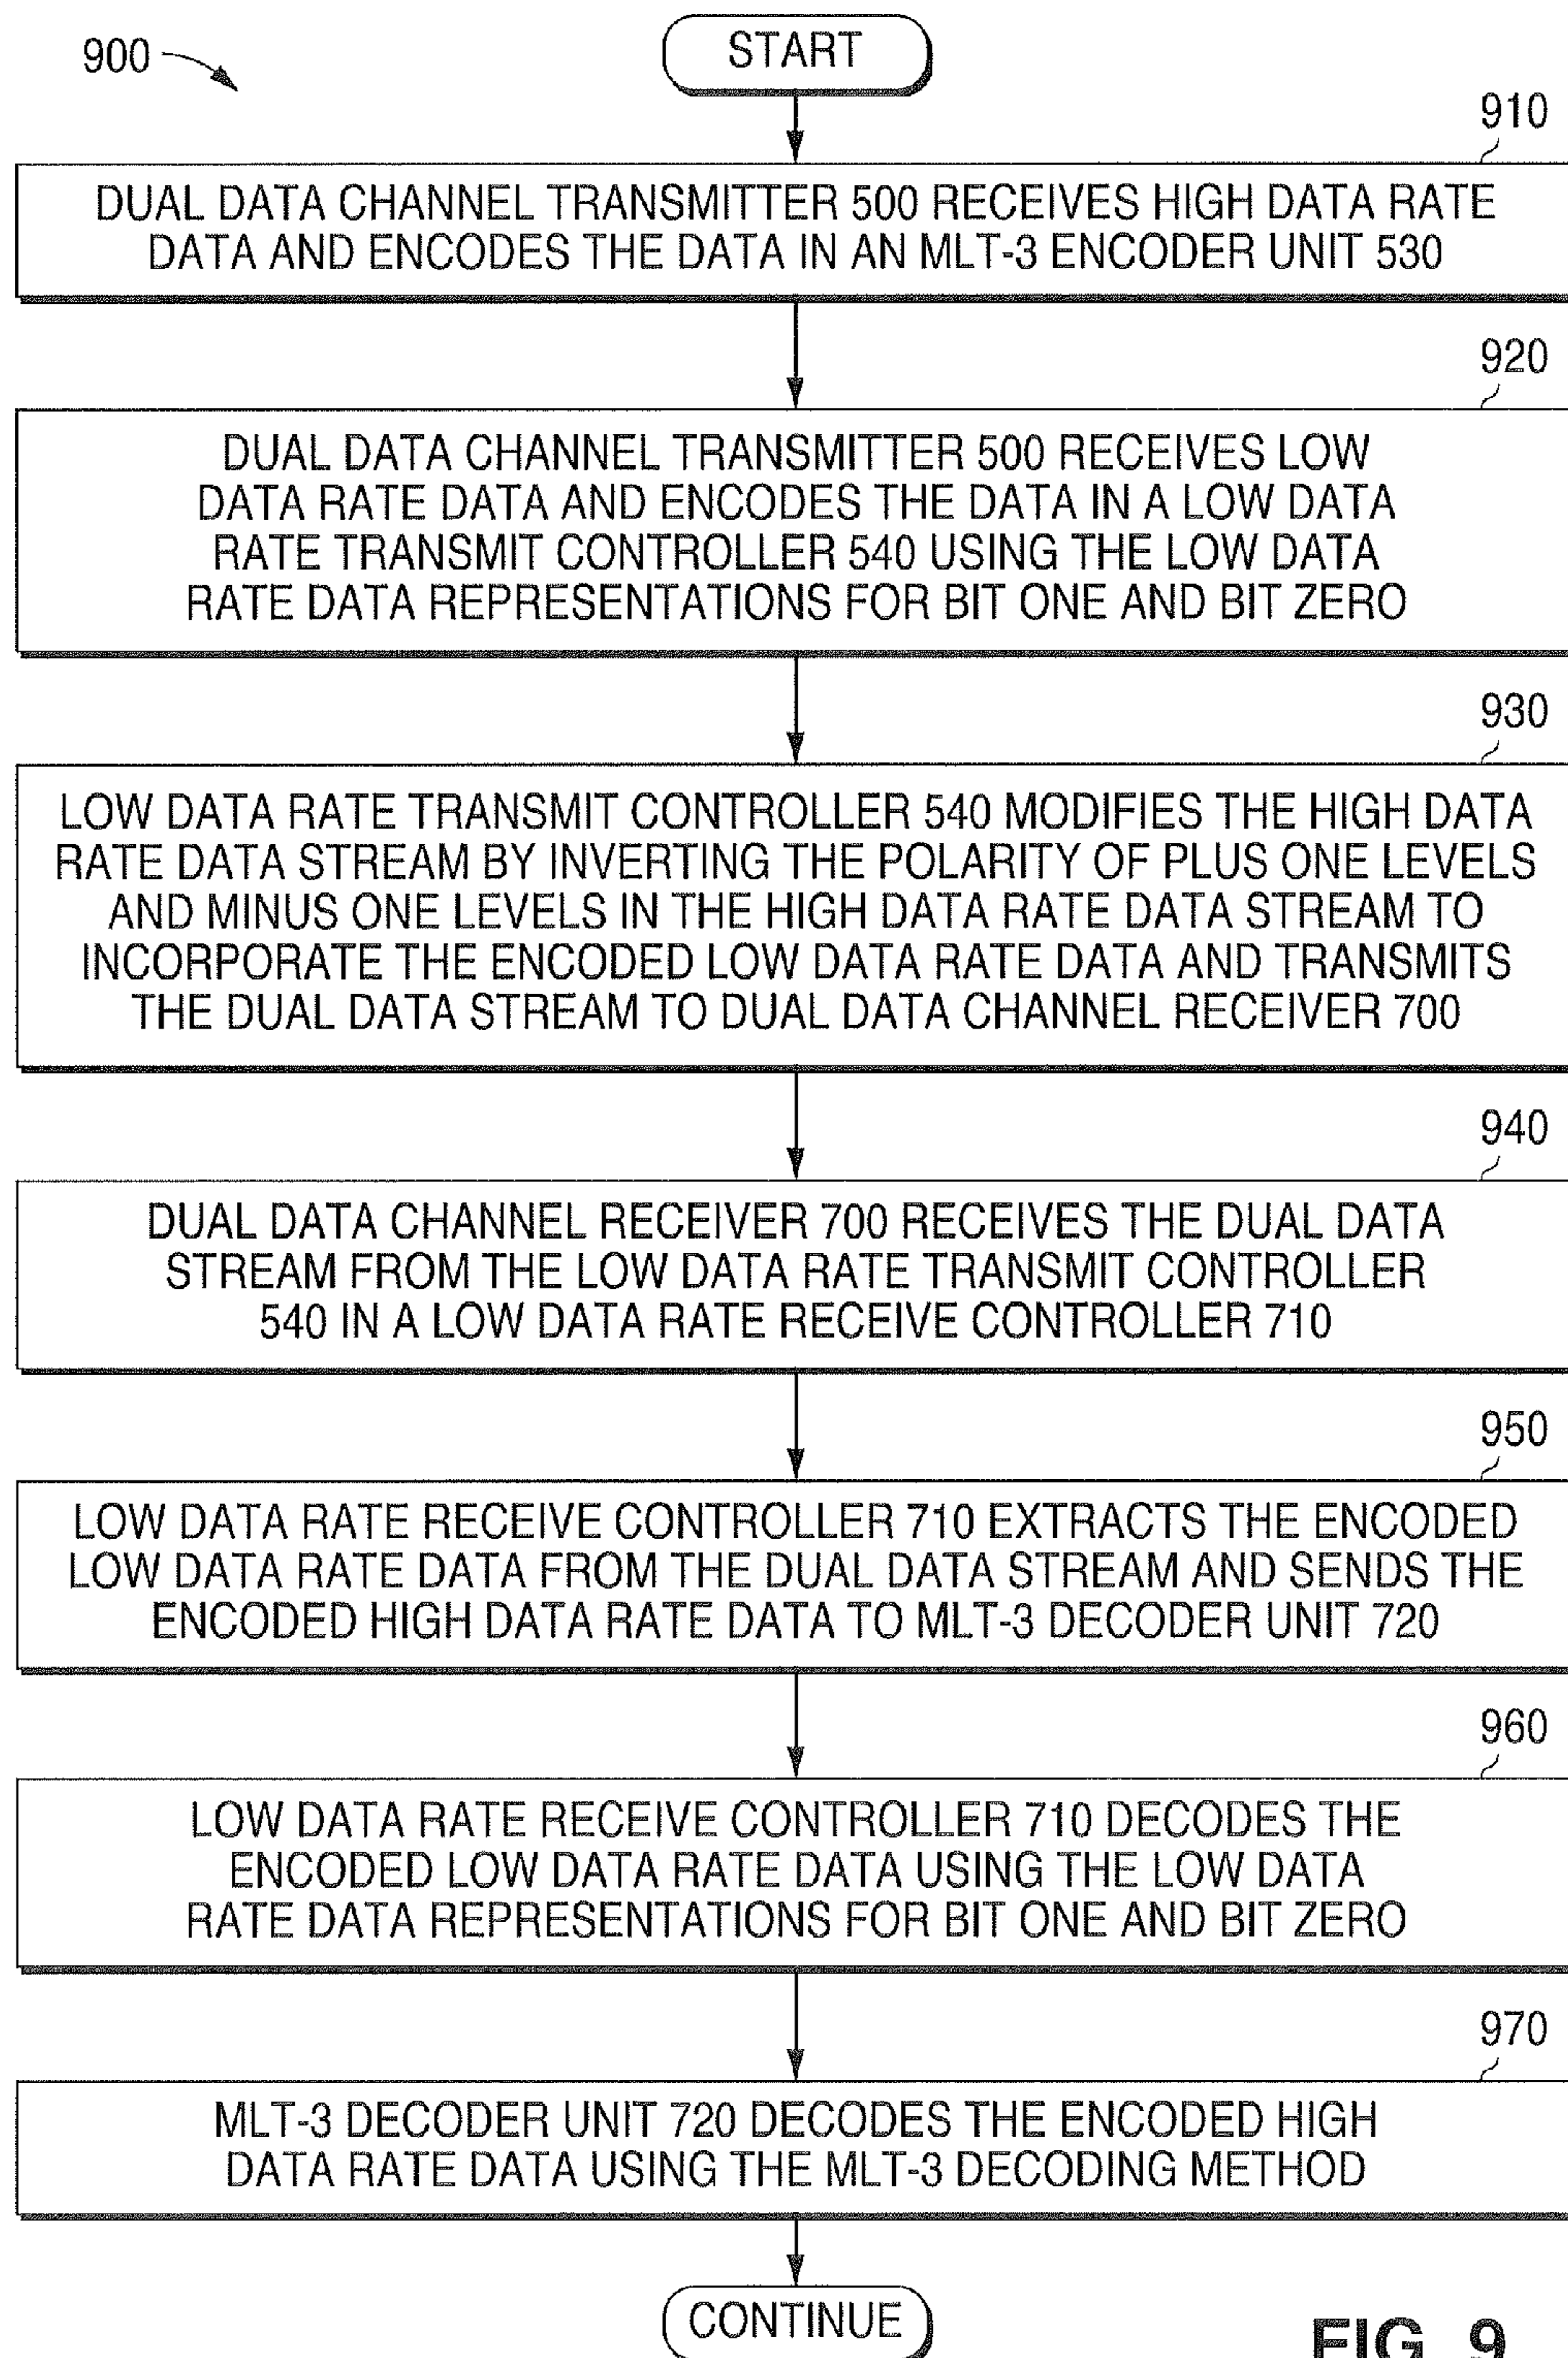 900
START
910
DUAL DATA CHANNEL TRANSMITTER 500 RECEIVES HIGH DATA RATE
DATA AND ENCODES THE DATA IN AN MLT-3 ENCODER UNIT 530
920
DUAL DATA CHANNEL TRANSMITTER 500 RECEIVES LOW
DATA RATE DATA AND ENCODES THE DATA IN A LOW DATA
RATE TRANSMIT CONTROLLER 540 USING THE LOW DATA
RATE DATA REPRESENTATIONS FOR BIT ONE AND BIT ZERO
930
LOW DATA RATE TRANSMIT CONTROLLER 540 MODIFIES THE HIGH DATA
RATE DATA STREAM BY INVERTING THE POLARITY OF PLUS ONE LEVELS
AND MINUS ONE LEVELS IN THE HIGH DATA RATE DATA STREAM TO
INCORPORATE THE ENCODED LOW DATA RATE DATA AND TRANSMITS
THE DUAL DATA STREAM TO DUAL DATA CHANNEL RECEIVER 700
940
DUAL DATA CHANNEL RECEIVER 700 RECEIVES THE DUAL DATA
STREAM FROM THE LOW DATA RATE TRANSMIT CONTROLLER
540 IN A LOW DATA RATE RECEIVE CONTROLLER 710
950
LOW DATA RATE RECEIVE CONTROLLER 710 EXTRACTS THE ENCODED
LOW DATA RATE DATA FROM THE DUAL DATA STREAM AND SENDS THE
ENCODED HIGH DATA RATE DATA TO MLT-3 DECODER UNIT 720
960
LOW DATA RATE RECEIVE CONTROLLER 710 DECODES THE
ENCODED LOW DATA RATE DATA USING THE LOW DATA
RATE DATA REPRESENTATIONS FOR BIT ONE AND BIT ZERO
970
MLT-3 DECODER UNIT 720 DECODES THE ENCODED HIGH
DATA RATE DATA USING THE MLT-3 DECODING METHOD
CONTINUE
FIG. 9